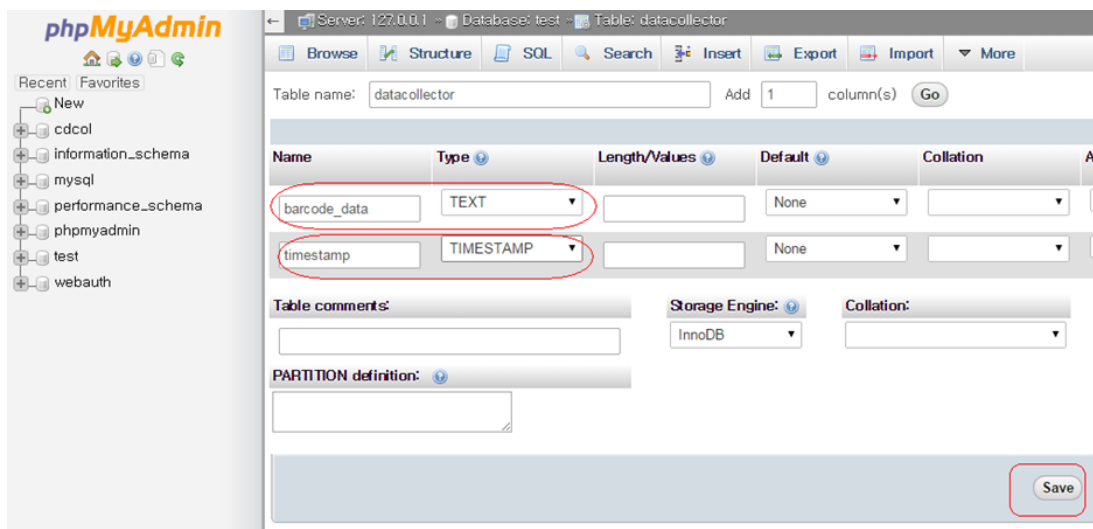 phpMyAdmin
Recent Favorites
New
cdcol
information_schema
mysql
performance_schema
phpmyadmin
test
webauth
Server: 127.0.0.1 » Database: test » Table: datacollector
Browse Structure SQL Search Insert Export Import More
Table name: datacollector Add 1 column(s) Go
Name Type Length/Values Default Collation A
barcode_data TEXT None
timestamp TIMESTAMP None
Table comments: Storage Engine: Collation:
InnoDB
PARTITION definition:
Save